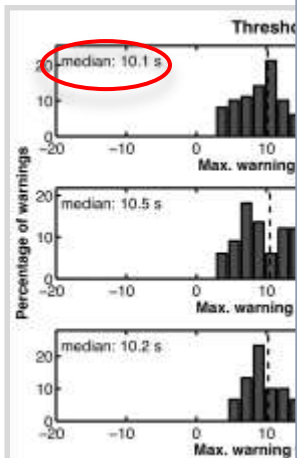 Thresho
Percentage of warnings
median: 10.1 s
20
10
0
-20 -10 0 10
Max. warning
median: 10.5 s
20
10
0
-20 -10 0 10
Max. warning
median: 10.2 s
20
10
0
-20 -10 0 10
Max. warning